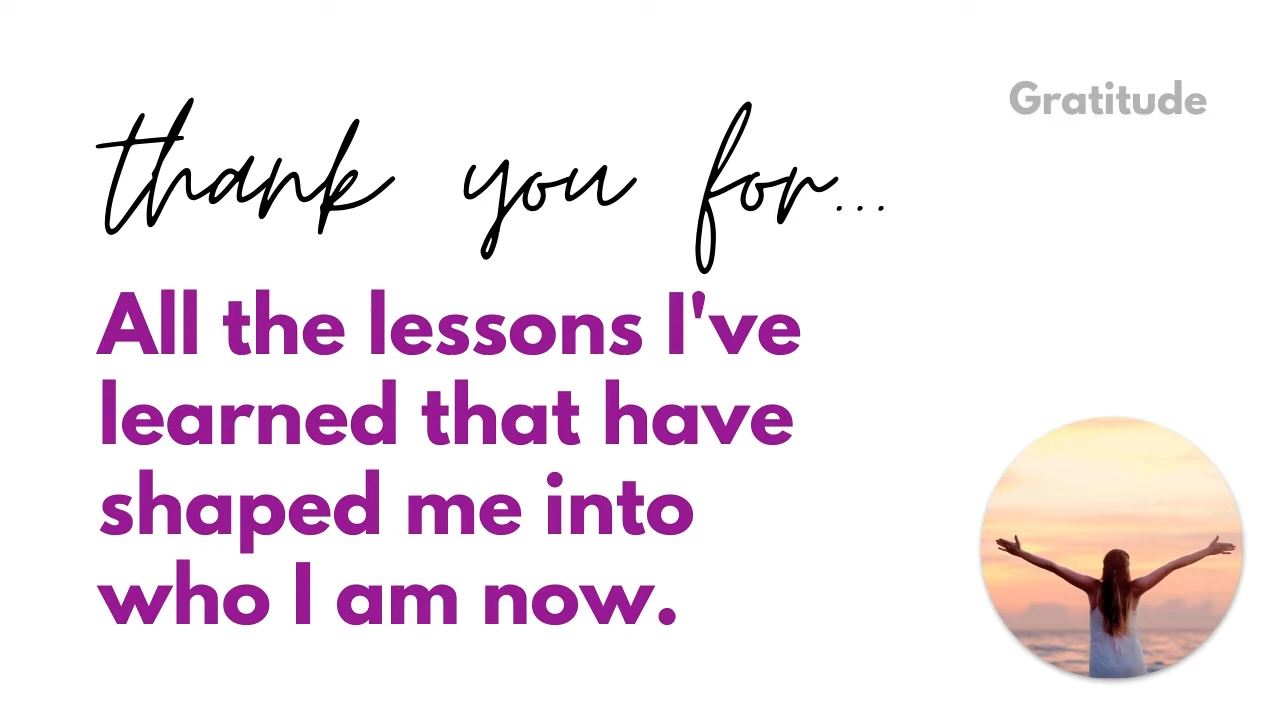 Gratitude
thank you for...
All the lessons I've
learned that have
shaped me into
who I am now.